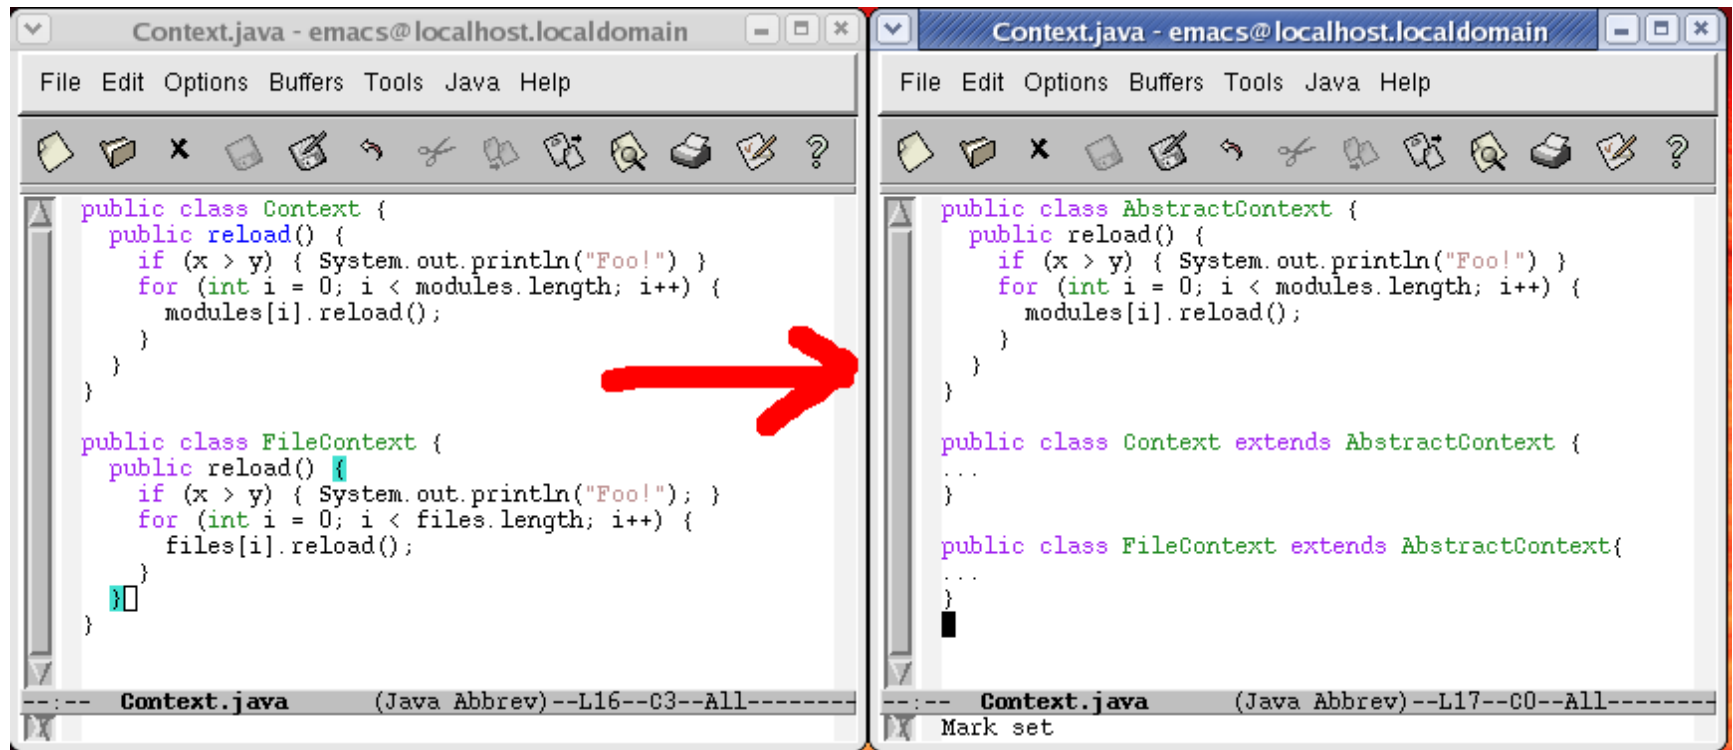 Context.java - emacs@localhost.localdomain
File Edit Options Buffers Tools Java Help
public class Context {
public reload() {
if (x > y) { System.out.println("Foo!") }
for (int i = 0; i < modules.length; i++) {
modules[i].reload();
}
}
}
public class FileContext {
public reload() {
if (x > y) { System.out.println("Foo!"); }
for (int i = 0; i < files.length; i++) {
files[i].reload();
}
}
}
--:-- Context.java (Java Abbrev)--L16--C3--All--------
Context.java - emacs@localhost.localdomain
File Edit Options Buffers Tools Java Help
public class AbstractContext {
public reload() {
if (x > y) { System.out.println("Foo!") }
for (int i = 0; i < modules.length; i++) {
modules[i].reload();
}
}
}
public class Context extends AbstractContext {
...
}
public class FileContext extends AbstractContext{
...
}
--:-- Context.java (Java Abbrev)--L17--C0--All--------
Mark set